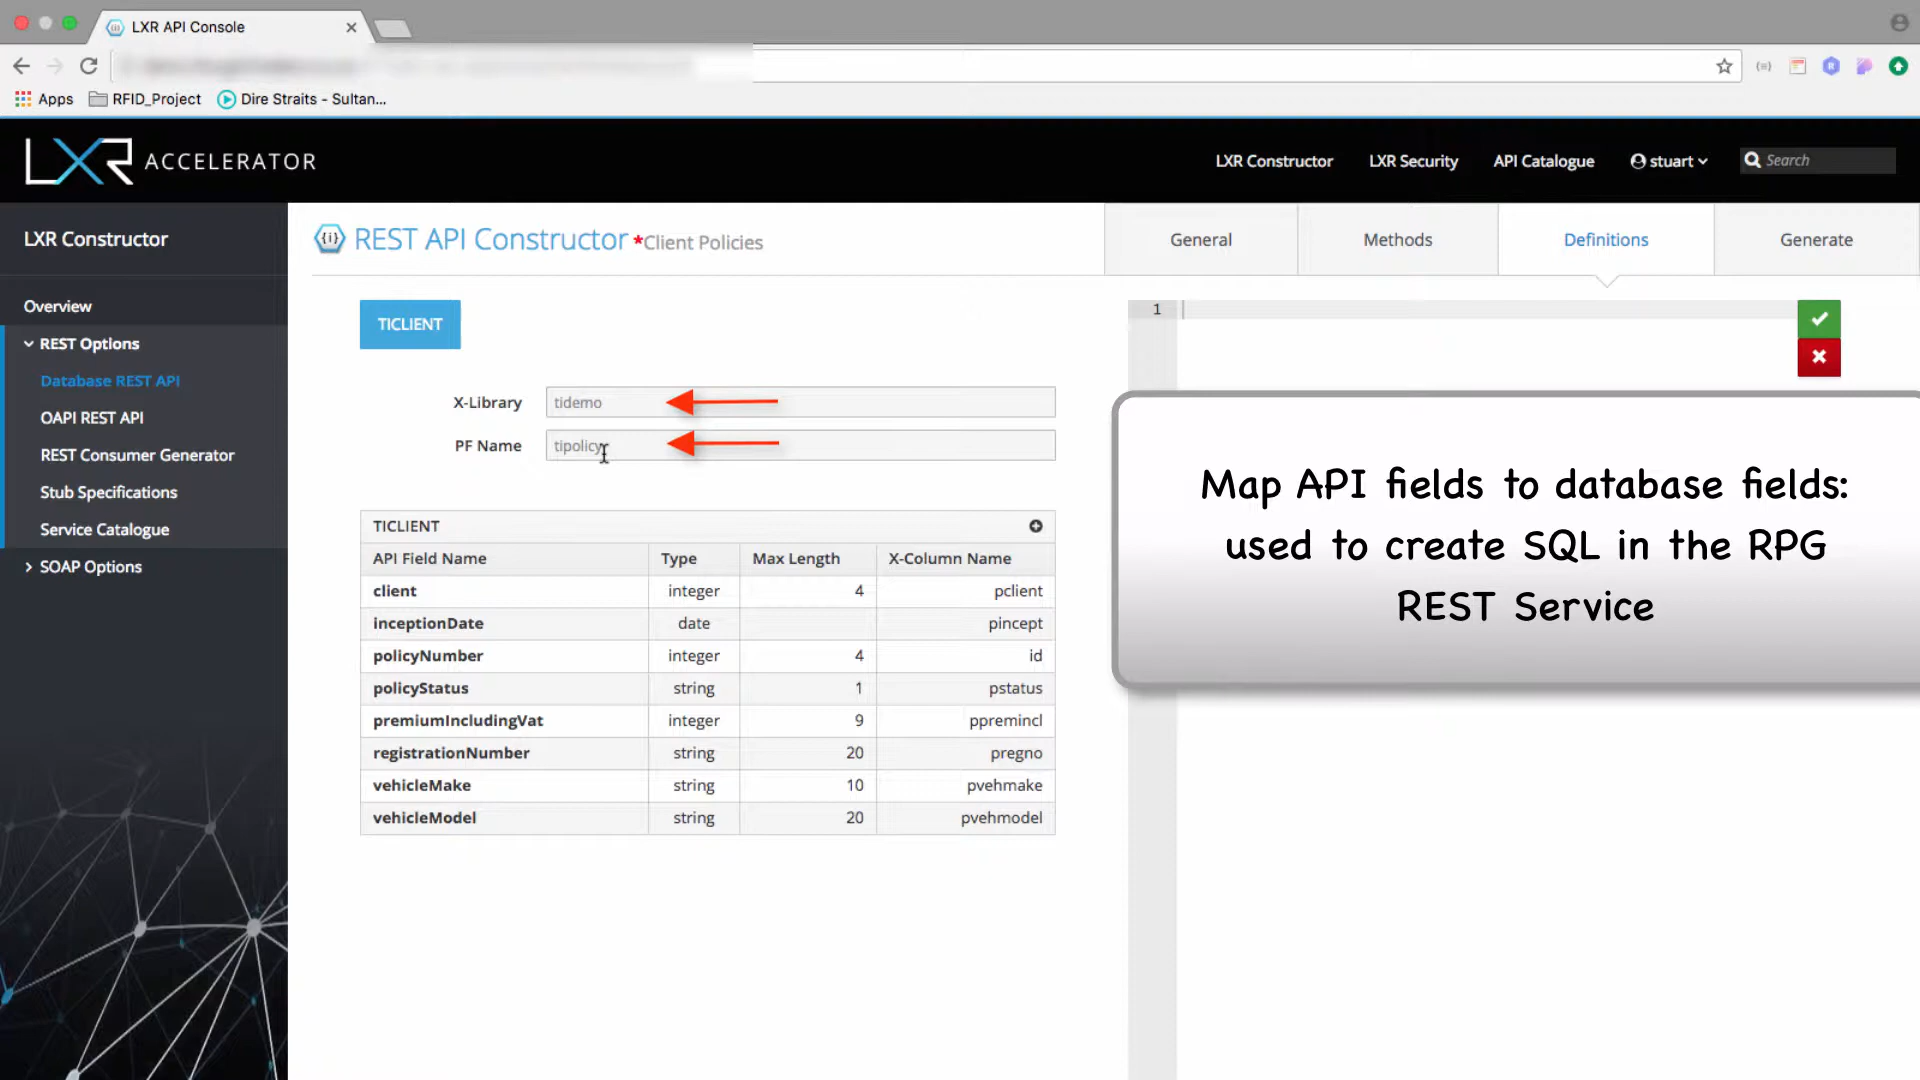 LXR API Console
Apps
RFID_Project
Dire Straits - Sultan...
LXR ACCELERATOR
LXR Constructor
LXR Security
API Catalogue
stuart
Search
LXR Constructor
Overview
REST Options
Database REST API
OAPI REST API
REST Consumer Generator
Stub Specifications
Service Catalogue
SOAP Options
{i} REST API Constructor *Client Policies
General
Methods
Definitions
Generate
TICLIENT
X-Library tidemo
PF Name tipolicy
TICLIENT
API Field Name Type Max Length X-Column Name
client integer 4 pclient
inceptionDate date pincept
policyNumber integer 4 id
policyStatus string 1 pstatus
premiumIncludingVat integer 9 ppremincl
registrationNumber string 20 pregno
vehicleMake string 10 pvehmake
vehicleModel string 20 pvehmodel
1
Map API fields to database fields:
used to create SQL in the RPG
REST Service